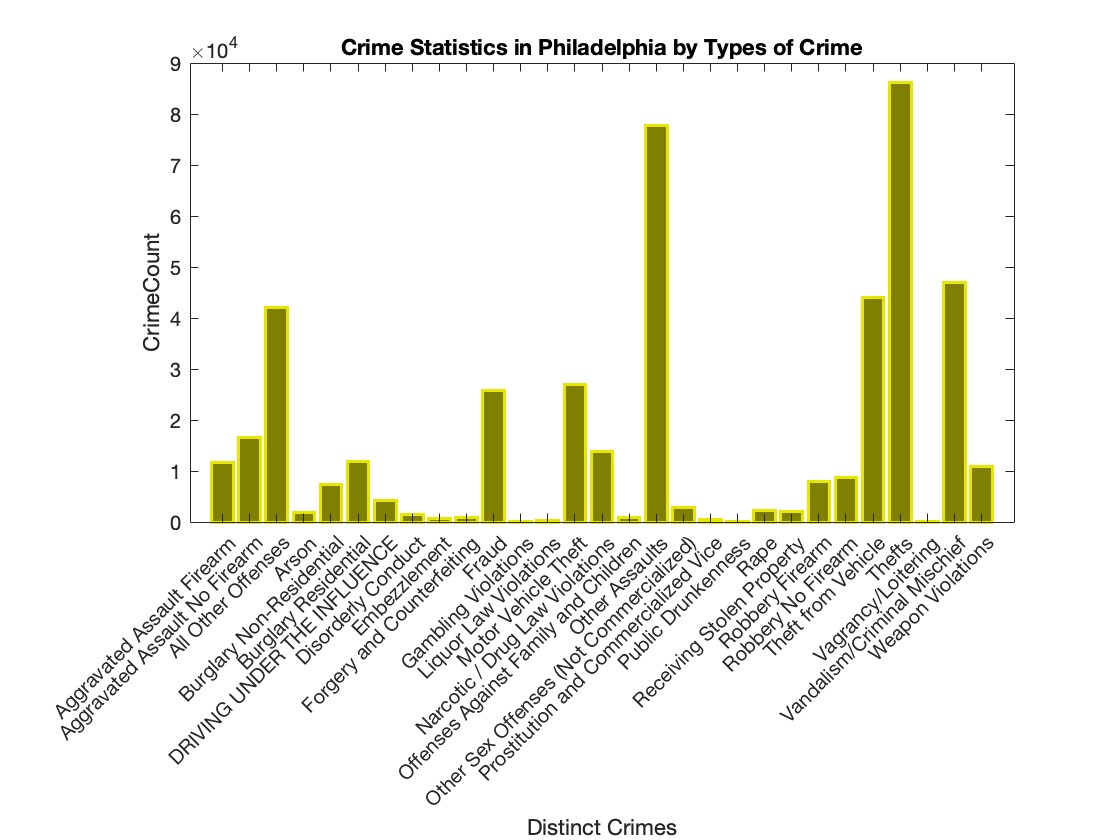 Crime Statistics in Philadelphia by Types of Crime
×10⁴
9
8
7
6
5
4
3
2
1
0
CrimeCount
Aggravated Assault Firearm
Aggravated Assault No Firearm
All Other Offenses
Arson
Burglary Non-Residential
Burglary Residential
DRIVING UNDER THE INFLUENCE
Disorderly Conduct
Embezzlement
Forgery and Counterfeiting
Fraud
Gambling Violations
Liquor Law Violations
Motor Vehicle Theft
Narcotic / Drug Law Violations
Offenses Against Family and Children
Other Assaults
Other Sex Offenses (Not Commercialized)
Prostitution and Commercialized Vice
Public Drunkenness
Rape
Receiving Stolen Property
Robbery Firearm
Robbery No Firearm
Theft from Vehicle
Thefts
Vagrancy/Loitering
Vandalism/Criminal Mischief
Weapon Violations
Distinct Crimes